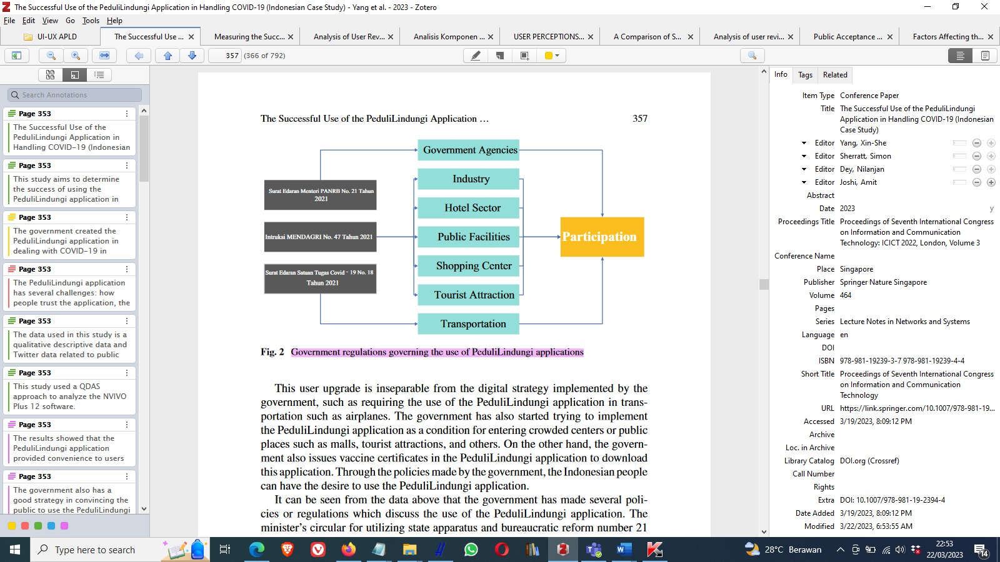 The Successful Use of the PeduliLindungi Application in Handling COVID-19 (Indonesian Case Study) - Yang et al. - 2023 - Zotero
File Edit View Go Tools Help
UI-UX APLD
The Successful Use ...
Measuring the Succ...
Analysis of User Rev...
Analisis Komponen ...
USER PERCEPTIONS...
A Comparison of S...
Analysis of user revi...
Public Acceptance ...
Factors Affecting th...
357 (366 of 792)
Search Annotations
Page 353
The Successful Use of the
PeduliLindungi Application in
Handling COVID-19 (Indonesian
Page 353
This study aims to determine
the success of using the
PeduliLindungi application in
Page 353
The government created the
PeduliLindungi application in
dealing with COVID-19 in
Page 353
The PeduliLindungi application
has several challenges: how
people trust the application, the
Page 353
The data used in this study is a
qualitative descriptive data and
Twitter data related to public
Page 353
This study used a QDAS
approach to analyze the NVIVO
Plus 12 software.
Page 353
The results showed that the
PeduliLindungi application
provided convenience to users
Page 353
The government also has a
good strategy in convincing the
public to use the PeduliLindungi
The Successful Use of the PeduliLindungi Application … 357
Surat Edaran Menteri PANRB No. 21 Tahun
2021
Intruksi MENDAGRI No. 47 Tahun 2021
Surat Edaran Satuan Tugas Covid - 19 No. 18
Tahun 2021
Government Agencies
Industry
Hotel Sector
Public Facilities
Shopping Center
Tourist Attraction
Transportation
Participation
Fig. 2 Government regulations governing the use of PeduliLindungi applications
This user upgrade is inseparable from the digital strategy implemented by the
government, such as requiring the use of the PeduliLindungi application in trans-
portation such as airplanes. The government has also started trying to implement
the PeduliLindungi application as a condition for entering crowded centers or public
places such as malls, tourist attractions, and others. On the other hand, the govern-
ment also issues vaccine certificates in the PeduliLindungi application to download
this application. Through the policies made by the government, the Indonesian people
can have the desire to use the PeduliLindungi application.
It can be seen from the data above that the government has made several poli-
cies or regulations which discuss the use of the PeduliLindungi application. The
minister's circular for utilizing state apparatus and bureaucratic reform number 21
Info Tags Related
Item Type Conference Paper
Title The Successful Use of the PeduliLindungi
Application in Handling COVID-19 (Indonesian
Case Study)
Editor Yang, Xin-She
Editor Sherratt, Simon
Editor Dey, Nilanjan
Editor Joshi, Amit
Abstract
Date 2023 y
Proceedings Title Proceedings of Seventh International Congress
on Information and Communication
Technology: ICICT 2022, London, Volume 3
Conference Name
Place Singapore
Publisher Springer Nature Singapore
Volume 464
Pages
Series Lecture Notes in Networks and Systems
Language en
DOI
ISBN 978-981-19239-3-7 978-981-19239-4-4
Short Title Proceedings of Seventh International Congress
on Information and Communication
Technology
URL https://link.springer.com/10.1007/978-981-19...
Accessed 3/19/2023, 8:09:12 PM
Archive
Loc. in Archive
Library Catalog DOI.org (Crossref)
Call Number
Rights
Extra DOI: 10.1007/978-981-19-2394-4
Date Added 3/19/2023, 8:09:12 PM
Modified 3/22/2023, 6:53:55 AM
Type here to search
28°C Berawan
22:53
22/03/2023
14